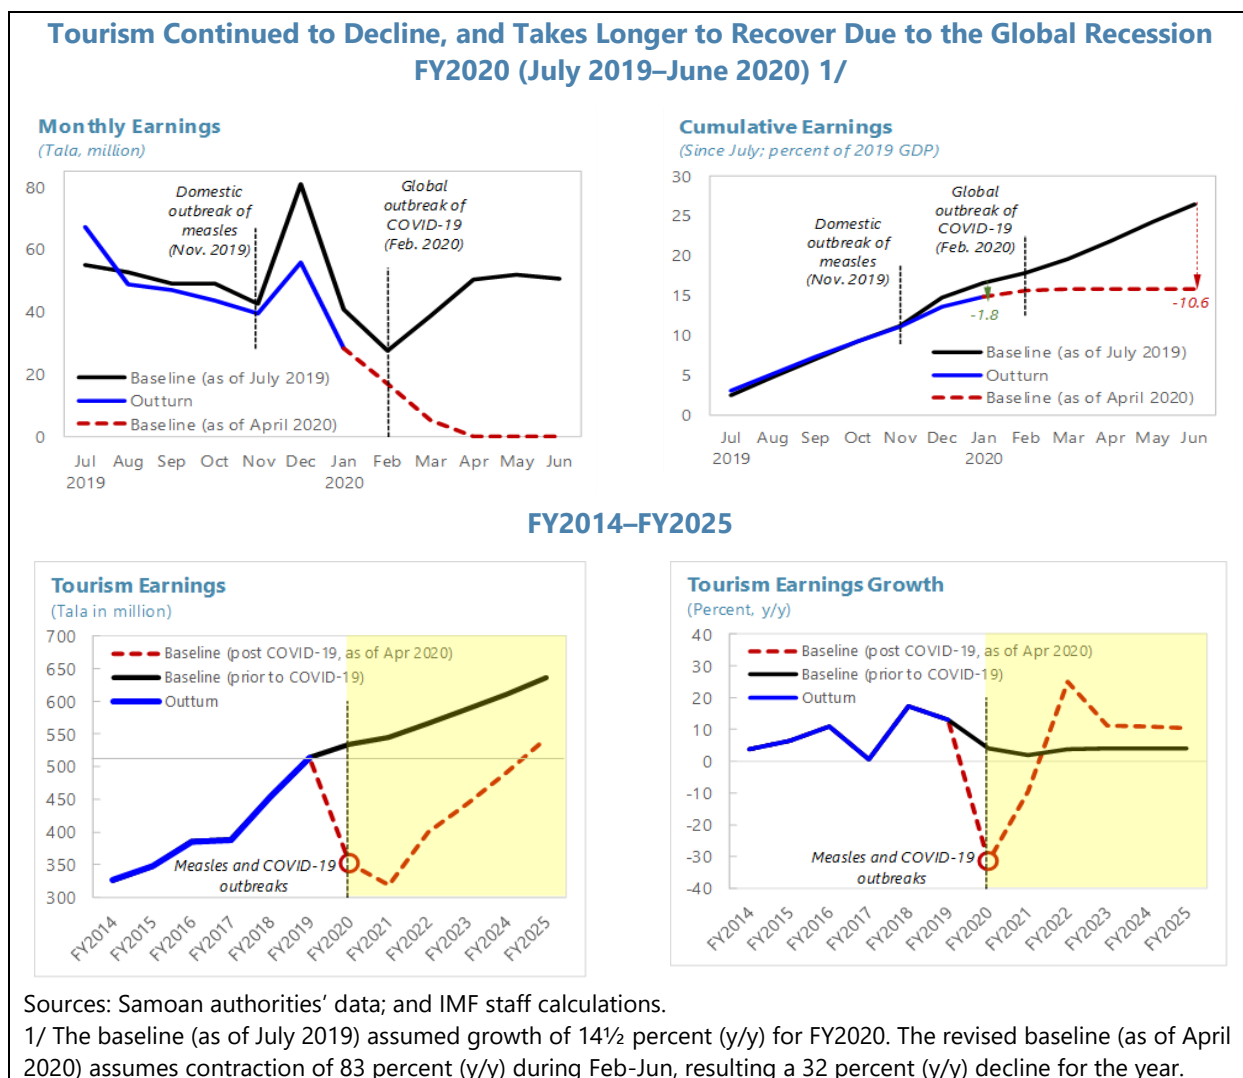 Tourism Continued to Decline, and Takes Longer to Recover Due to the Global Recession
FY2020 (July 2019–June 2020) 1/
Monthly Earnings
(Tala, million)
80
60
40
20
0
Domestic
outbreak of
measles
(Nov. 2019)
Global
outbreak of
COVID-19
(Feb. 2020)
Baseline (as of July 2019)
Outturn
Baseline (as of April 2020)
Jul Aug Sep Oct Nov Dec Jan Feb Mar Apr May Jun
2019 2020
Cumulative Earnings
(Since July; percent of 2019 GDP)
30
25
20
15
10
5
0
Domestic
outbreak of
measles
(Nov. 2019)
Global
outbreak of
COVID-19
(Feb. 2020)
-1.8
-10.6
Baseline (as of July 2019)
Outturn
Baseline (as of April 2020)
Jul Aug Sep Oct Nov Dec Jan Feb Mar Apr May Jun
2019 2020
FY2014–FY2025
Tourism Earnings
(Tala in million)
700
650
600
550
500
450
400
350
300
Baseline (post COVID-19, as of Apr 2020)
Baseline (prior to COVID-19)
Outturn
Measles and COVID-19
outbreaks
FY2014 FY2015 FY2016 FY2017 FY2018 FY2019 FY2020 FY2021 FY2022 FY2023 FY2024 FY2025
Tourism Earnings Growth
(Percent, y/y)
40
30
20
10
0
-10
-20
-30
-40
Baseline (post COVID-19, as of Apr 2020)
Baseline (prior to COVID-19)
Outturn
Measles and COVID-19
outbreaks
FY2014 FY2015 FY2016 FY2017 FY2018 FY2019 FY2020 FY2021 FY2022 FY2023 FY2024 FY2025
Sources: Samoan authorities’ data; and IMF staff calculations.
1/ The baseline (as of July 2019) assumed growth of 14½ percent (y/y) for FY2020. The revised baseline (as of April
2020) assumes contraction of 83 percent (y/y) during Feb-Jun, resulting a 32 percent (y/y) decline for the year.